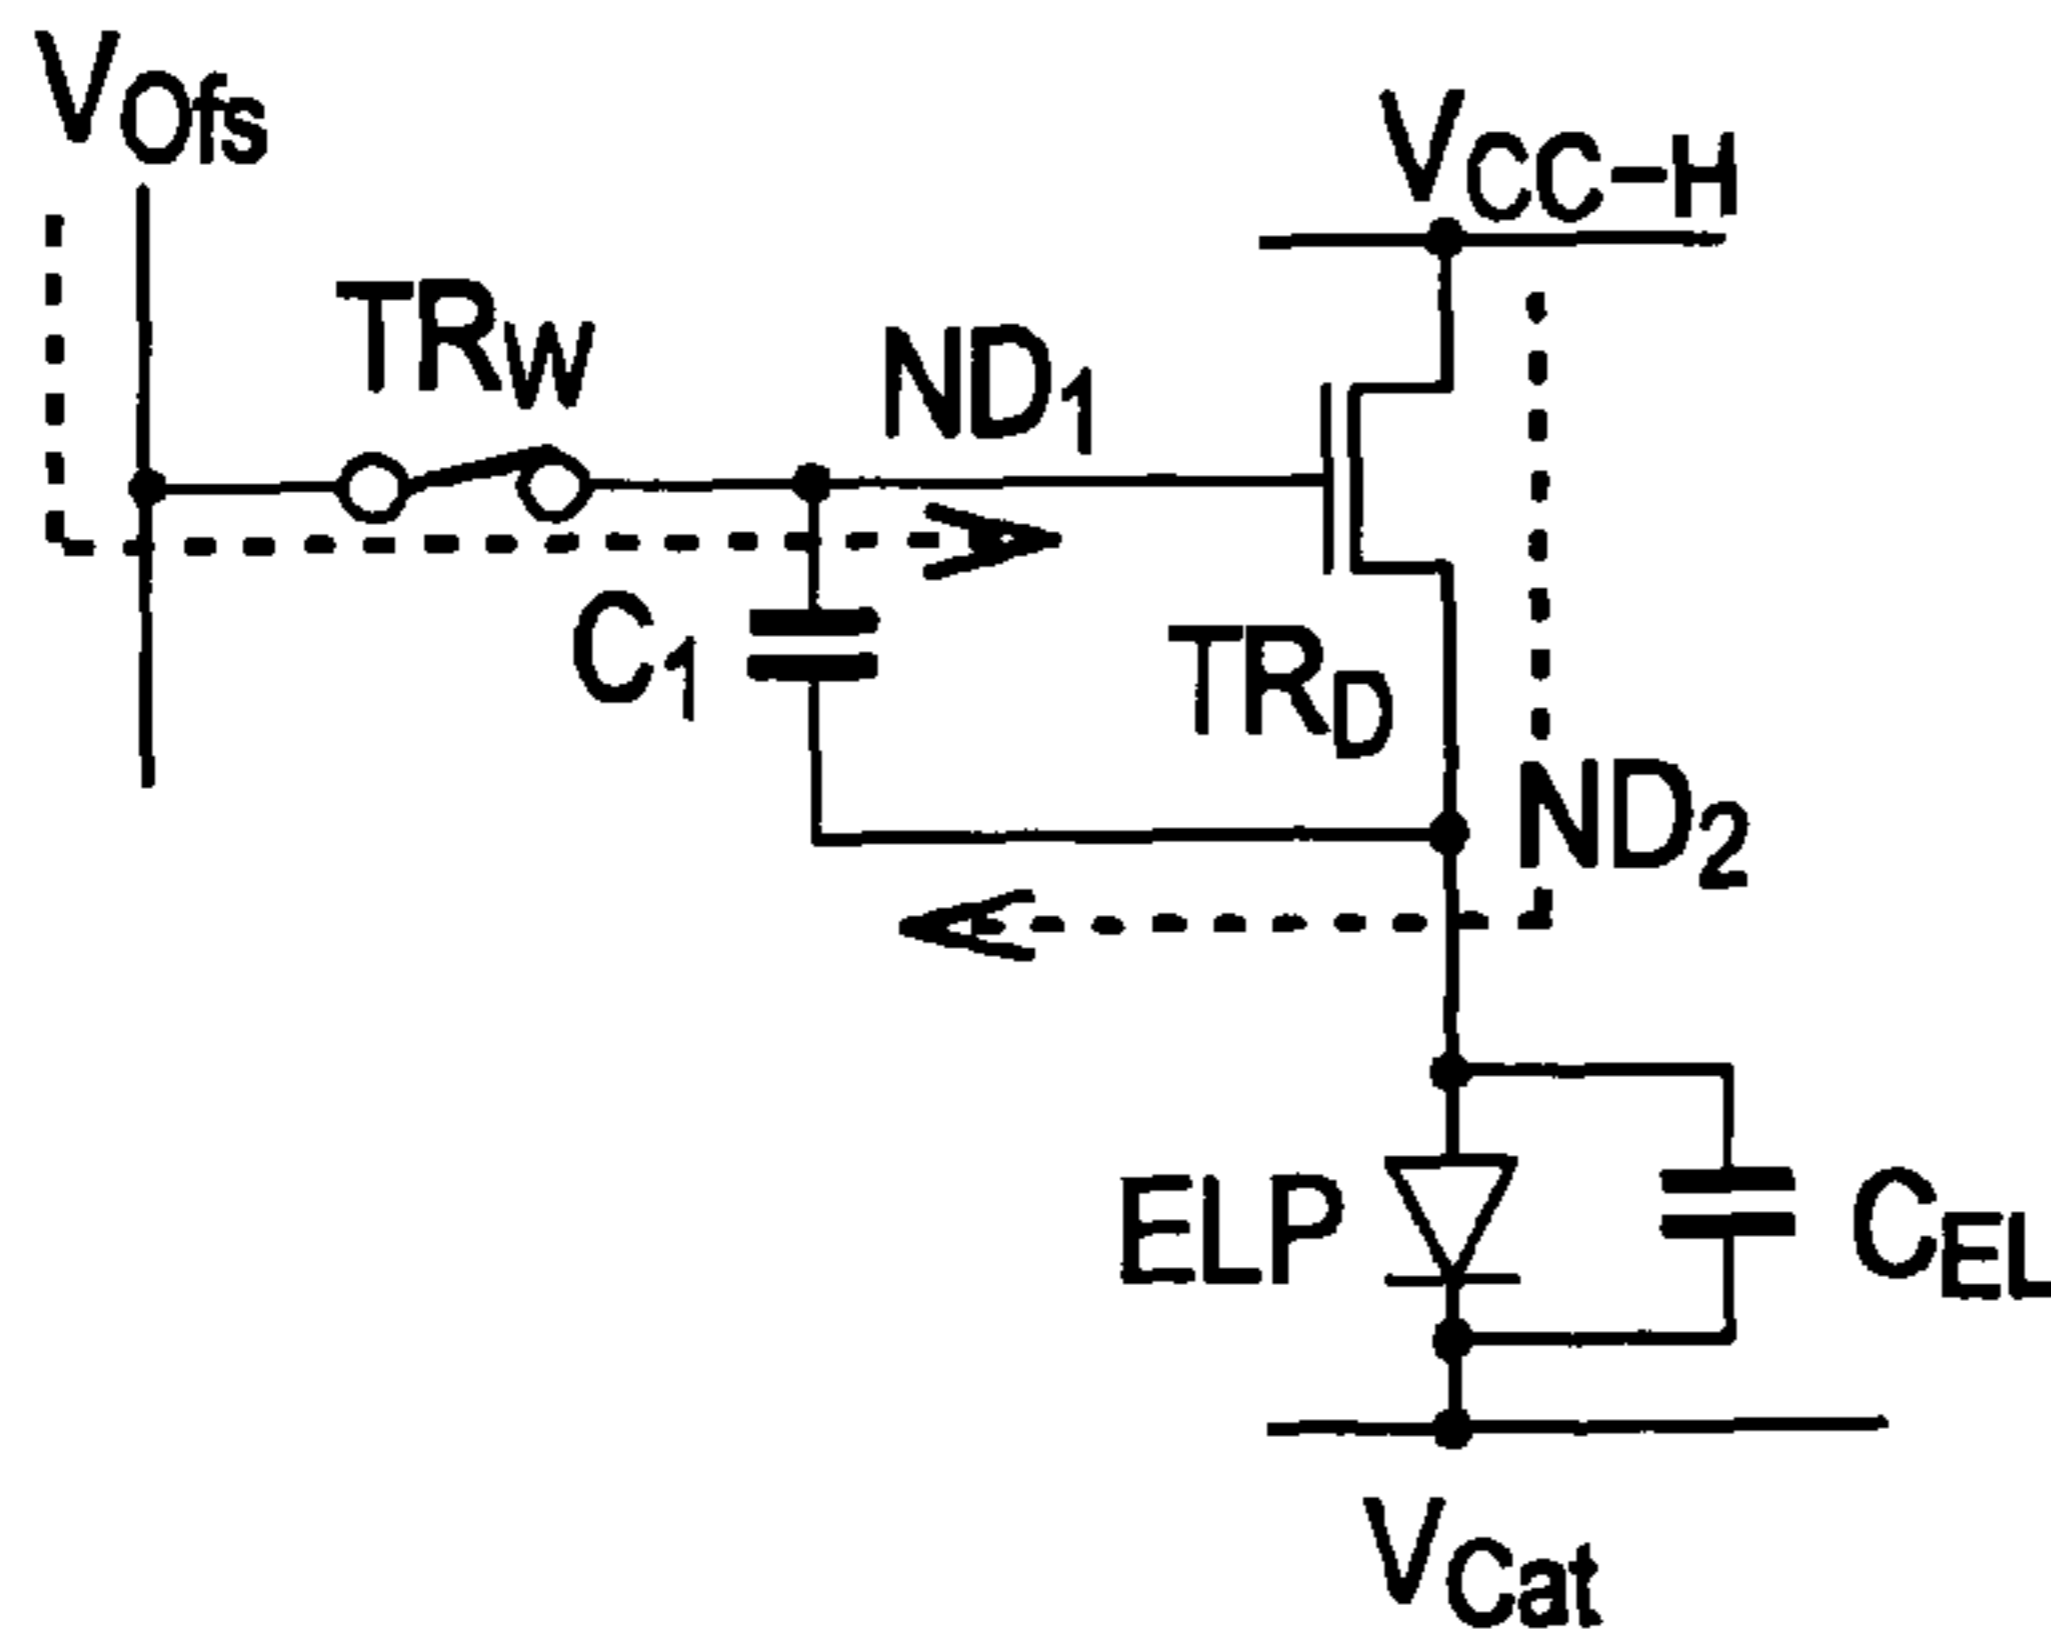 VOfs
VCC-H
TRW
ND1
C1
TRD
ND2
ELP
CEL
VCat